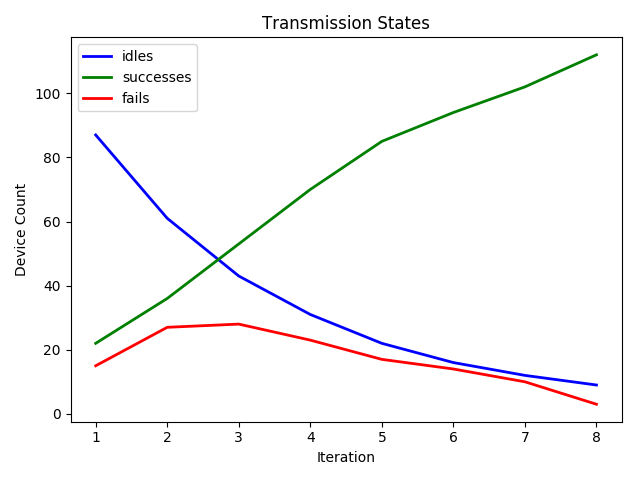 Transmission States
idles
successes
fails
Device Count
100
80
60
40
20
0
1 2 3 4 5 6 7 8
Iteration